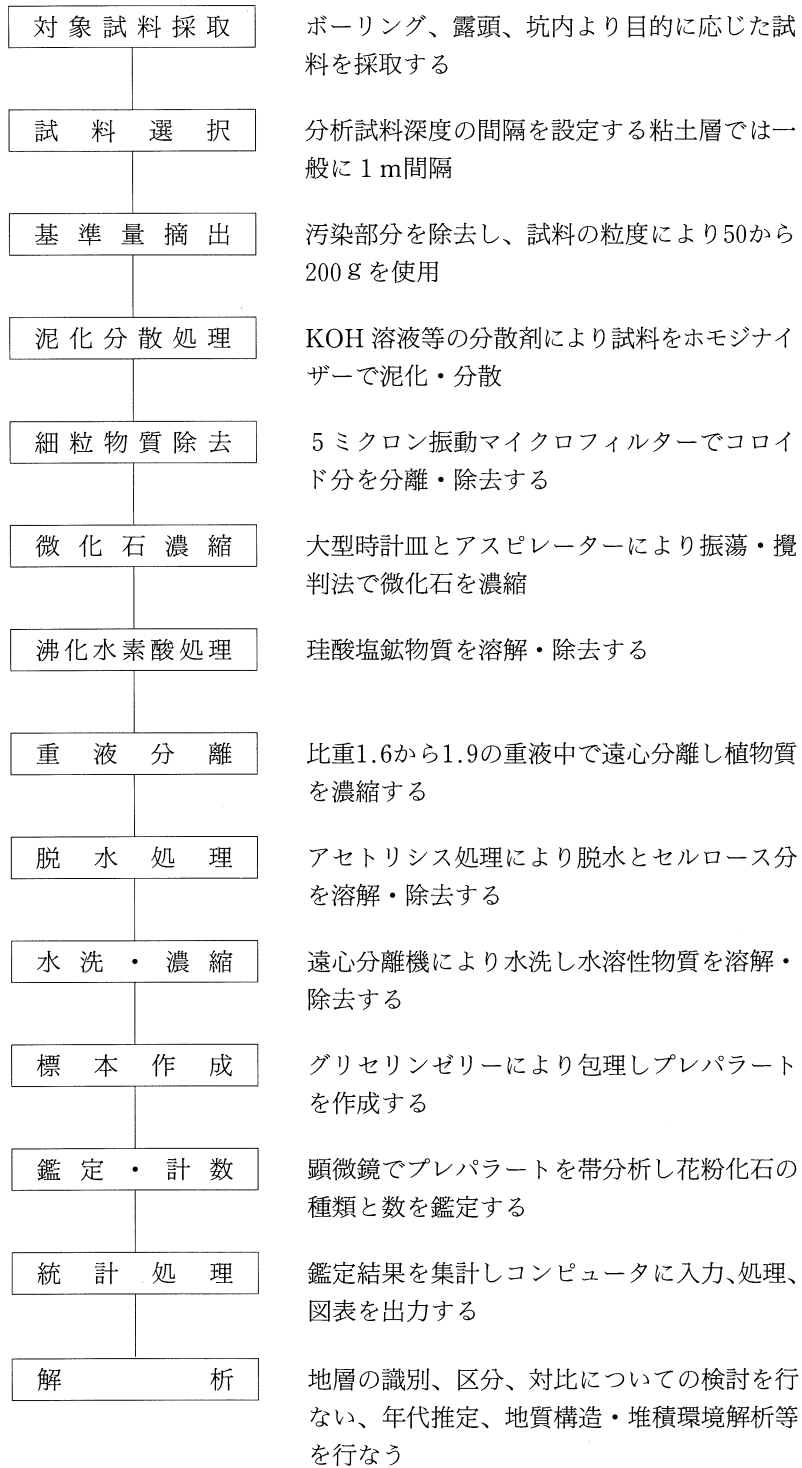 対象試料採取
ボーリング、露頭、坑内より目的に応じた試
料を採取する
試料選択
分析試料深度の間隔を設定する粘土層では一
般に１ｍ間隔
基準量摘出
汚染部分を除去し、試料の粒度により50から
200ｇを使用
泥化分散処理
KOH 溶液等の分散剤により試料をホモジナイ
ザーで泥化・分散
細粒物質除去
５ミクロン振動マイクロフィルターでコロイ
ド分を分離・除去する
微化石濃縮
大型時計皿とアスピレーターにより振蕩・攪
判法で微化石を濃縮
沸化水素酸処理
珪酸塩鉱物質を溶解・除去する
重液分離
比重1.6から1.9の重液中で遠心分離し植物質
を濃縮する
脱水処理
アセトリシス処理により脱水とセルロース分
を溶解・除去する
水洗・濃縮
遠心分離機により水洗し水溶性物質を溶解・
除去する
標本作成
グリセリンゼリーにより包理しプレパラート
を作成する
鑑定・計数
顕微鏡でプレパラートを帯分析し花粉化石の
種類と数を鑑定する
統計処理
鑑定結果を集計しコンピュータに入力、処理、
図表を出力する
解析
地層の識別、区分、対比についての検討を行
ない、年代推定、地質構造・堆積環境解析等
を行なう